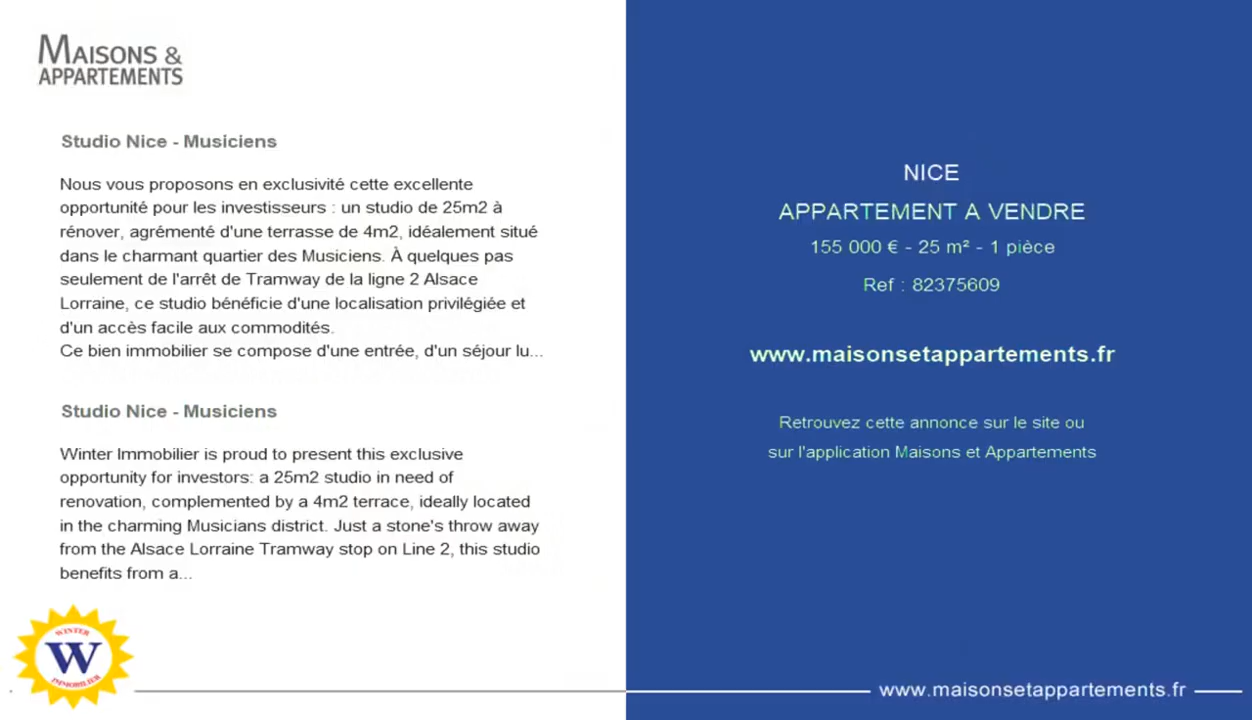 MAISONS &
APPARTEMENTS
Studio Nice - Musiciens
Nous vous proposons en exclusivité cette excellente
opportunité pour les investisseurs : un studio de 25m2 à
rénover, agrémenté d'une terrasse de 4m2, idéalement situé
dans le charmant quartier des Musiciens. À quelques pas
seulement de l'arrêt de Tramway de la ligne 2 Alsace
Lorraine, ce studio bénéficie d'une localisation privilégiée et
d'un accès facile aux commodités.
Ce bien immobilier se compose d'une entrée, d'un séjour lu...
Studio Nice - Musiciens
Winter Immobilier is proud to present this exclusive
opportunity for investors: a 25m2 studio in need of
renovation, complemented by a 4m2 terrace, ideally located
in the charming Musicians district. Just a stone's throw away
from the Alsace Lorraine Tramway stop on Line 2, this studio
benefits from a...
WINTER
W
IMMOBILIER
NICE
APPARTEMENT A VENDRE
155 000 € - 25 m² - 1 pièce
Ref : 82375609
www.maisonsetappartements.fr
Retrouvez cette annonce sur le site ou
sur l'application Maisons et Appartements
www.maisonsetappartements.fr